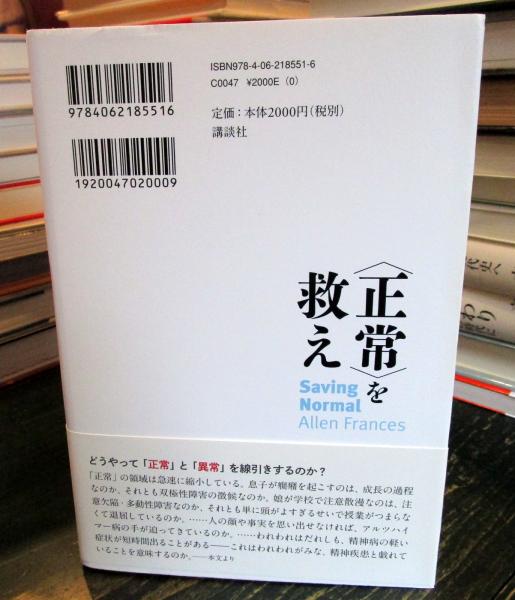 ISBN978-4-06-218551-6
C0047 ¥2000E (0)
定価：本体2000円（税別）
講談社
9784062185516
1920047020009
〈正常〉を
救え
Saving
Normal
Allen Frances
どうやって「正常」と「異常」を線引きするのか？
「正常」の領域は急速に縮小している。息子が癇癪を起こすのは、成長の過程
なのか、それとも双極性障害の徴候なのか。娘が学校で注意散漫なのは、注
意欠陥・多動性障害なのか、それとも単に頭がよすぎるせいで授業がつまらな
くて退屈しているのか。……人の顔や事実を思い出せなければ、アルツハイ
マー病の手が迫ってきているのか。……われわれはだれしも、精神病の軽い
症状が短時間出ることがある——これはわれわれがみな、精神疾患と戯れて
いることを意味するのか。——本文より
代史へ
わり